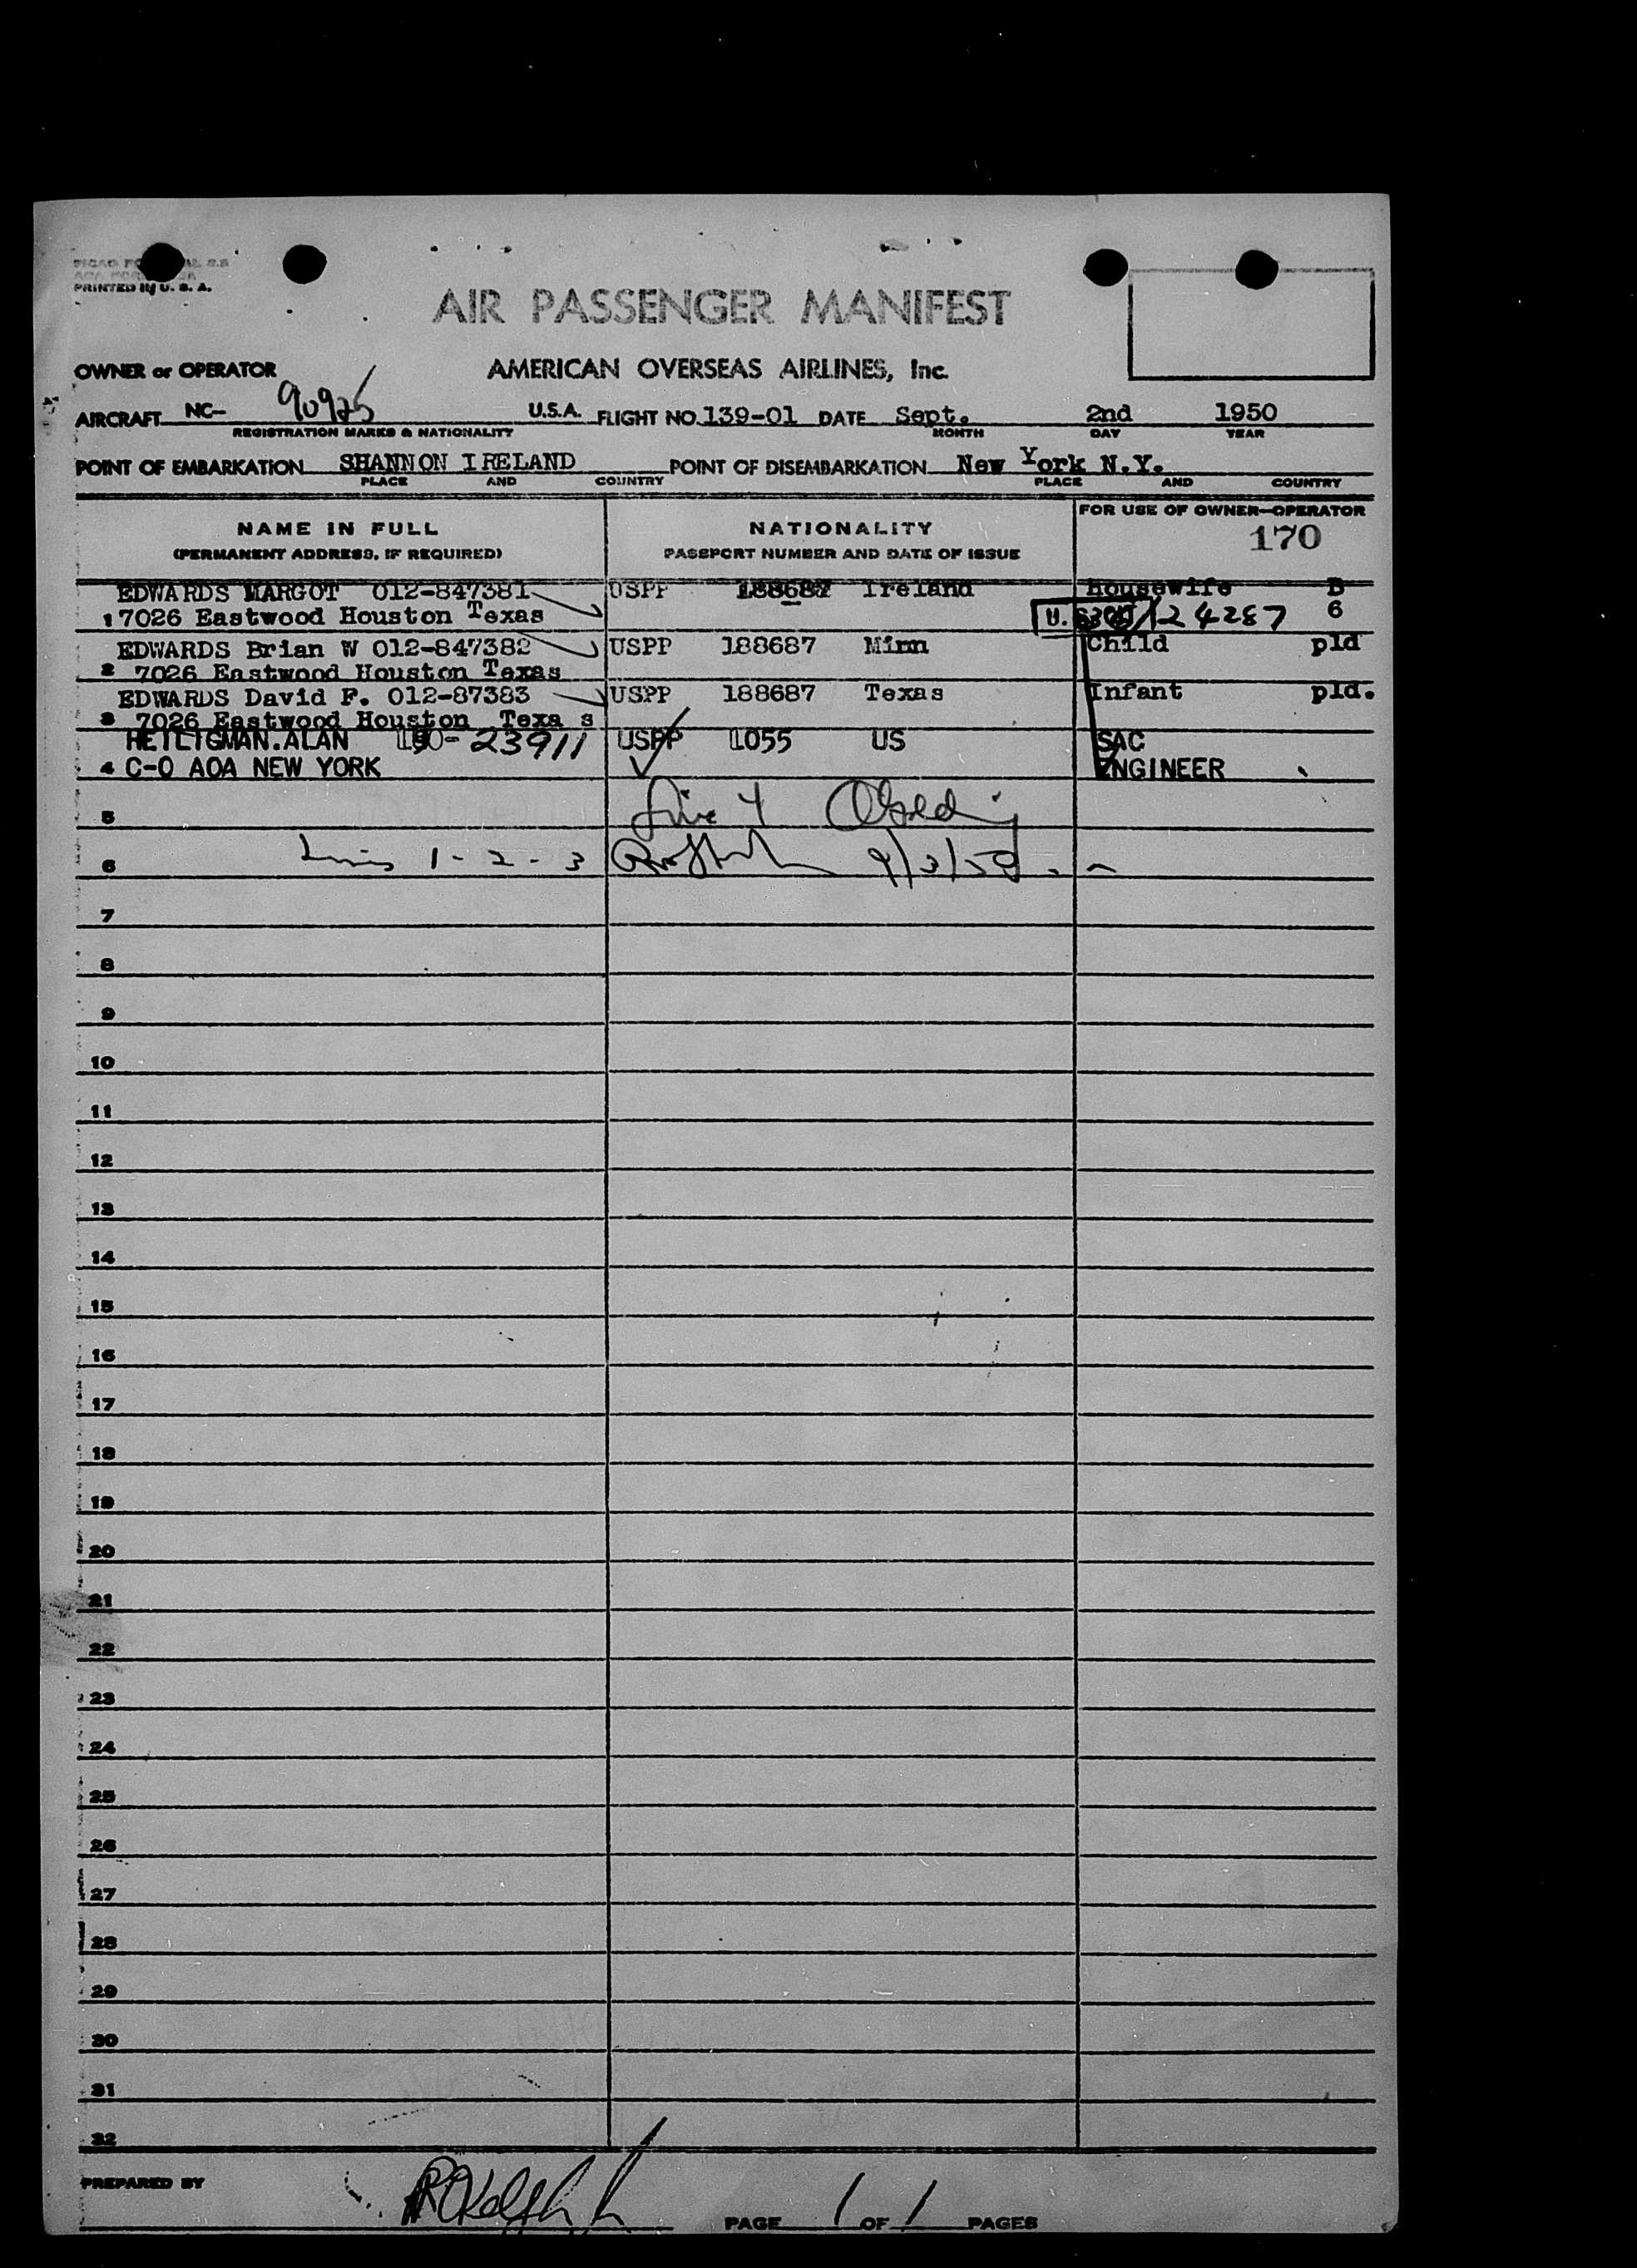 PRINTED IN U. S. A.
AIR PASSENGER MANIFEST
OWNER or OPERATOR AMERICAN OVERSEAS AIRLINES, Inc.
AIRCRAFT NC- 90925 U.S.A. FLIGHT NO. 139-01 DATE Sept. 2nd 1950
REGISTRATION MARKS & NATIONALITY MONTH DAY YEAR
POINT OF EMBARKATION SHANNON IRELAND POINT OF DISEMBARKATION New York N.Y.
PLACE AND COUNTRY PLACE AND COUNTRY
NAME IN FULL NATIONALITY FOR USE OF OWNER—OPERATOR
(PERMANENT ADDRESS, IF REQUIRED) PASSPORT NUMBER AND DATE OF ISSUE 170
EDWARDS MARGOT 012-847381 USPP 188687 Ireland housewife B
1 7026 Eastwood Houston Texas U. 124287 6
EDWARDS Brian W 012-847382 USPP 188687 Minn Child pld
2 7026 Eastwood Houston Texas
EDWARDS David F. 012-87383 USPP 188687 Texas Infant pld.
3 7026 Eastwood Houston Texa s
HEILIGMAN.ALAN 23911 USPP 1055 US SAC
4 C-O AOA NEW YORK ENGINEER
5 Line 4
6 Lines 1-2-3 9/3/50
7
8
9
10
11
12
13
14
15
16
17
18
19
20
21
22
23
24
25
26
27
28
29
30
31
32
PREPARED BY PAGE 1 OF 1 PAGES